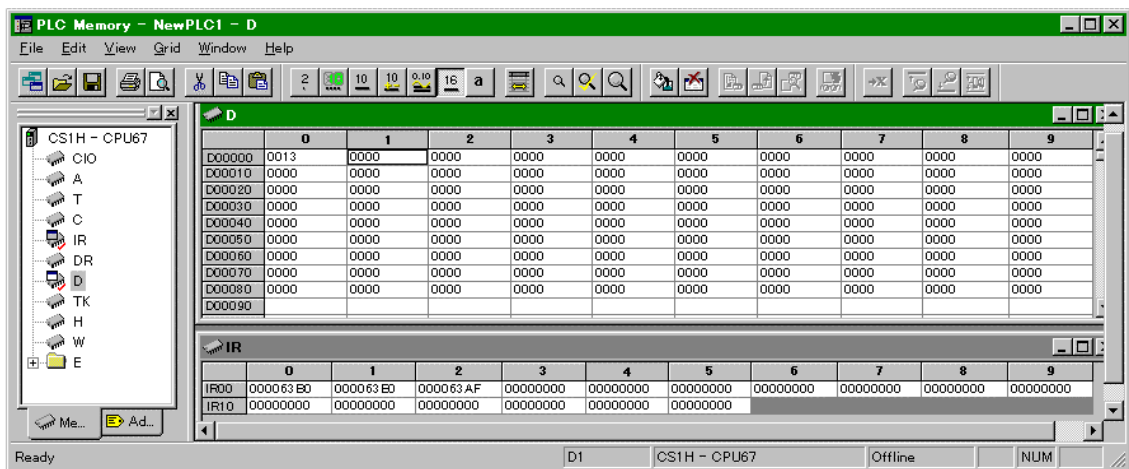 PLC Memory - NewPLC1 - D
File Edit View Grid Window Help
2 10 10 0.10 16 a
CS1H - CPU67
CIO
A
T
C
IR
DR
D
TK
H
W
E
Me... Ad...
D
0 1 2 3 4 5 6 7 8 9
D00000 0013 0000 0000 0000 0000 0000 0000 0000 0000 0000
D00010 0000 0000 0000 0000 0000 0000 0000 0000 0000 0000
D00020 0000 0000 0000 0000 0000 0000 0000 0000 0000 0000
D00030 0000 0000 0000 0000 0000 0000 0000 0000 0000 0000
D00040 0000 0000 0000 0000 0000 0000 0000 0000 0000 0000
D00050 0000 0000 0000 0000 0000 0000 0000 0000 0000 0000
D00060 0000 0000 0000 0000 0000 0000 0000 0000 0000 0000
D00070 0000 0000 0000 0000 0000 0000 0000 0000 0000 0000
D00080 0000 0000 0000 0000 0000 0000 0000 0000 0000 0000
D00090
IR
0 1 2 3 4 5 6 7 8 9
IR00 000063B0 000063B0 000063AF 00000000 00000000 00000000 00000000 00000000 00000000 00000000
IR10 00000000 00000000 00000000 00000000 00000000 00000000
Ready D1 CS1H - CPU67 Offline NUM